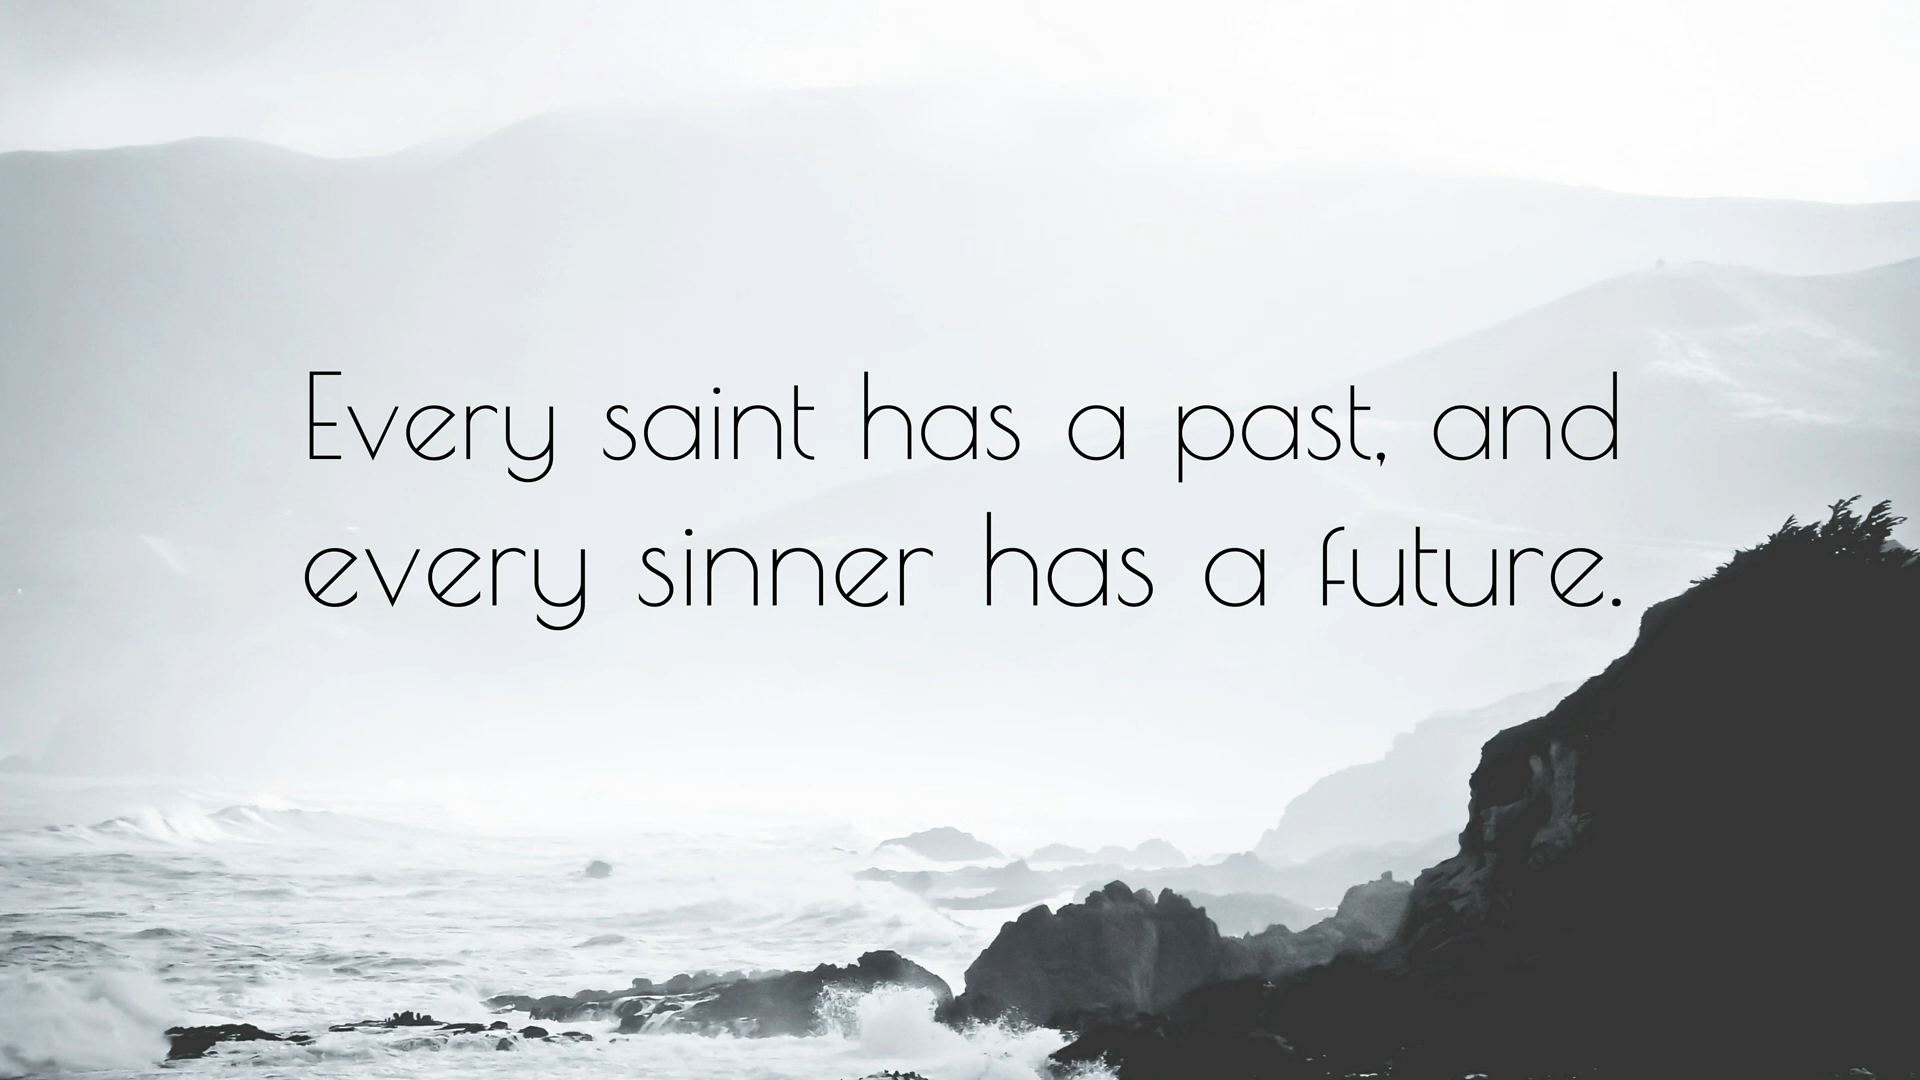 Every saint has a past, and
every sinner has a future.